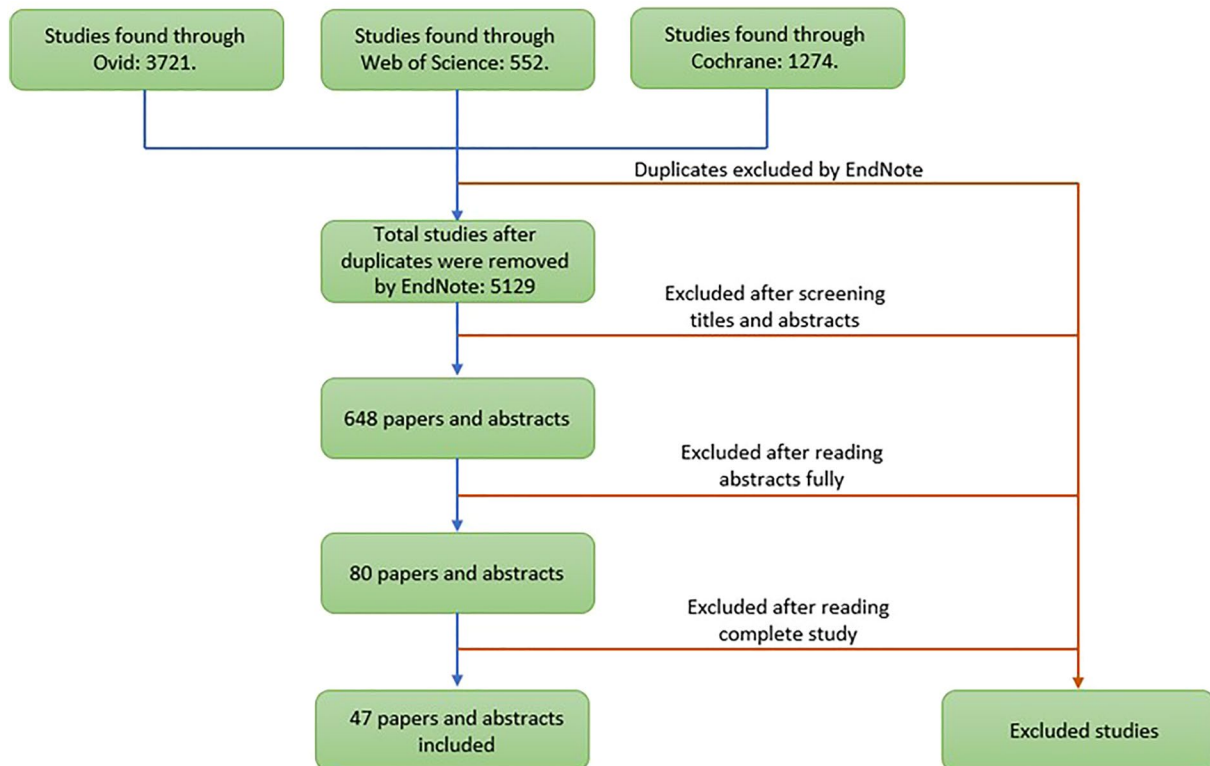 Studies found through
Ovid: 3721.
Studies found through
Web of Science: 552.
Studies found through
Cochrane: 1274.
Duplicates excluded by EndNote
Total studies after
duplicates were removed
by EndNote: 5129
Excluded after screening
titles and abstracts
648 papers and abstracts
Excluded after reading
abstracts fully
80 papers and abstracts
Excluded after reading
complete study
47 papers and abstracts
included
Excluded studies